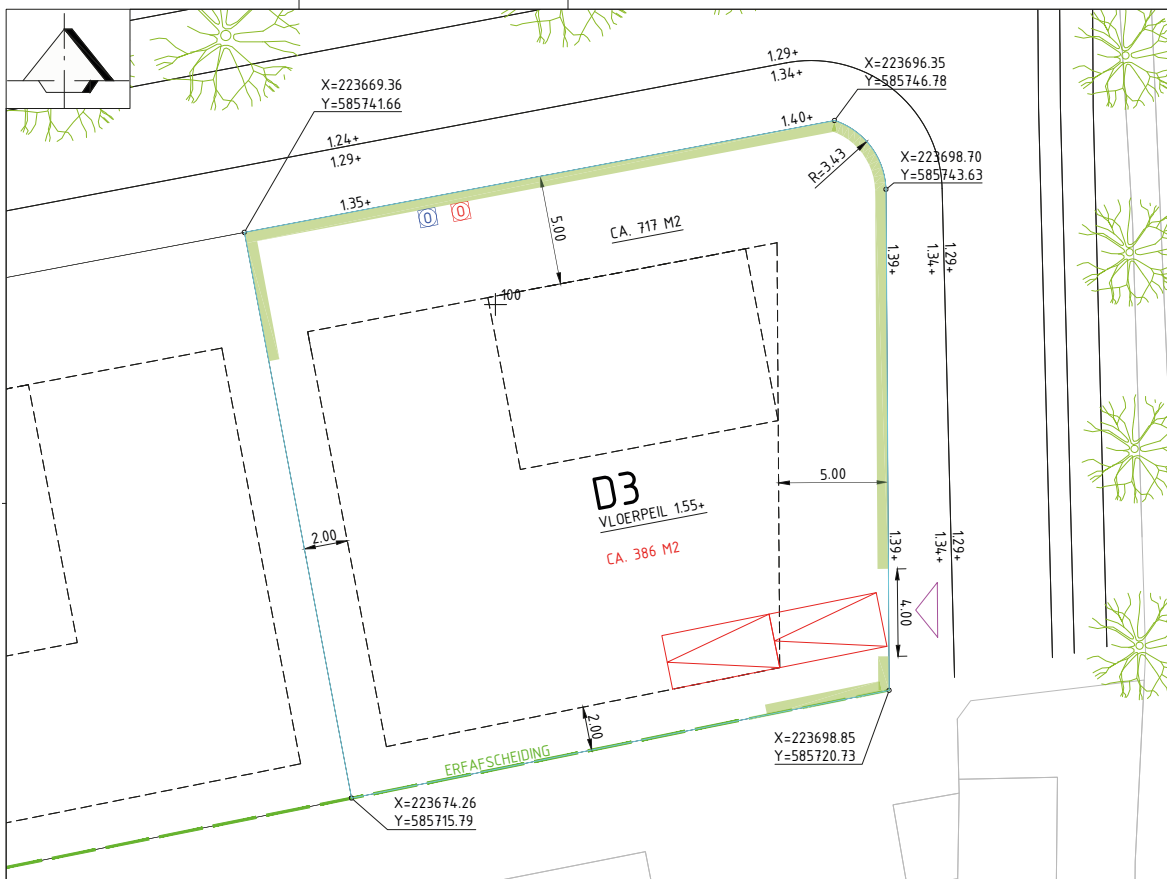 1.29+
1.34+
X=223696.35
Y=585746.78
X=223669.36
Y=585741.66
1.24+
1.29+
1.40+
R=3.43
X=223698.70
Y=585743.63
1.35+
0
0
5.00
CA. 717 M2
1.39+
1.34+
1.29+
100
D3
VLOERPEIL 1.55+
CA. 386 M2
5.00
2.00
1.39+
1.34+
1.29+
4.00
2.00
ERFAFSCHEIDING
X=223698.85
Y=585720.73
X=223674.26
Y=585715.79